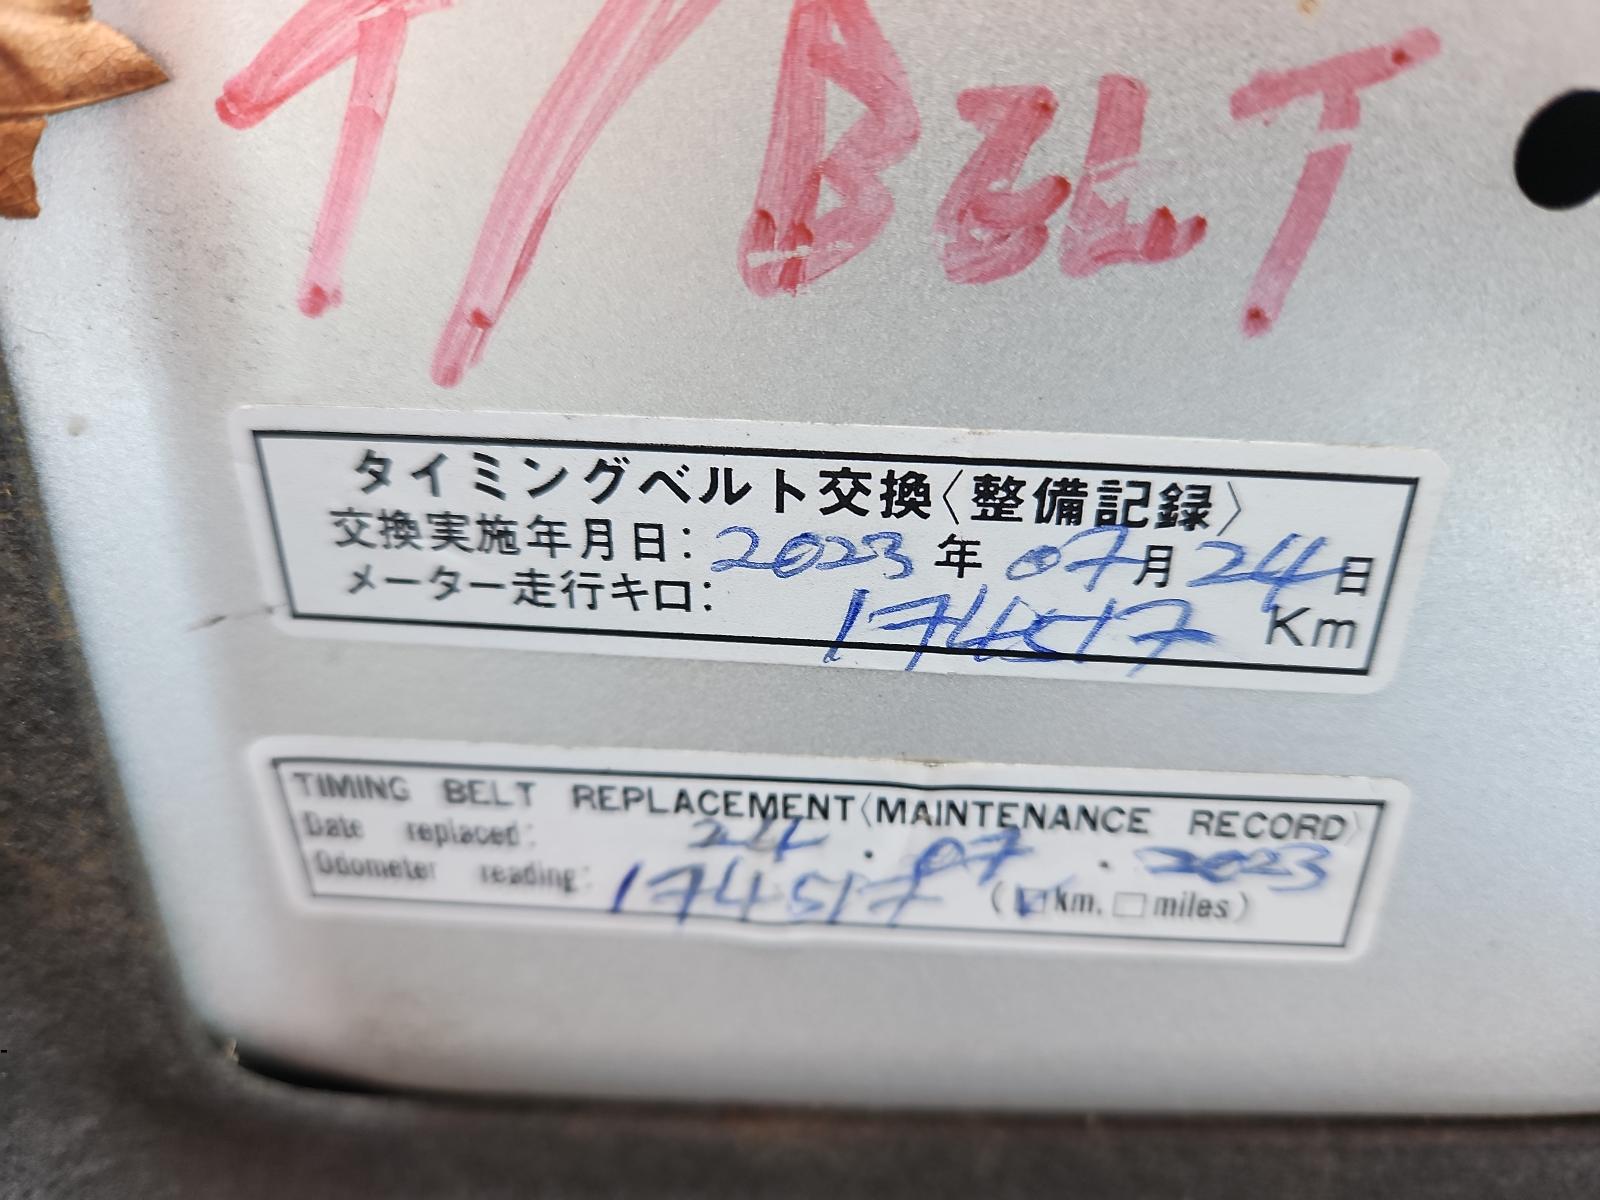 T/BELT
タイミングベルト交換〈整備記録〉
交換実施年月日: 2023 年 07 月 24 日
メーター走行キロ: 174517 Km
TIMING BELT REPLACEMENT〈MAINTENANCE RECORD〉
Date replaced: 24 . 07 . 2023
Odometer reading: 174517 (☑km. ☐miles)